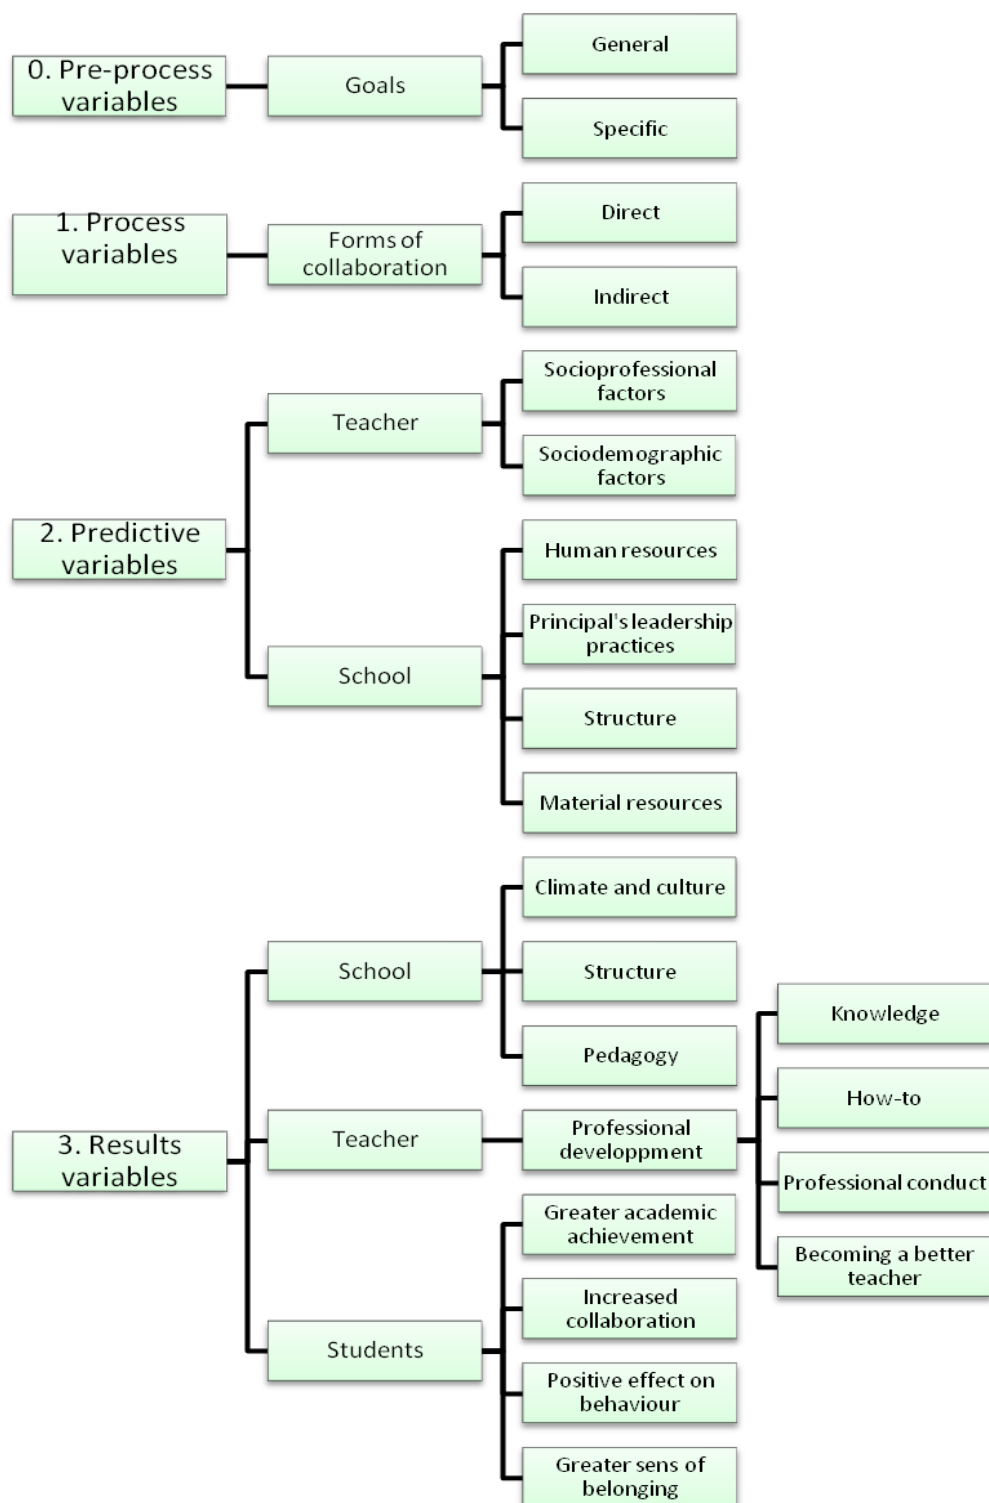 0. Pre-process
variables
Goals
General
Specific
1. Process
variables
Forms of
collaboration
Direct
Indirect
2. Predictive
variables
Teacher
Socioprofessional
factors
Sociodemographic
factors
School
Human resources
Principal's leadership
practices
Structure
Material resources
3. Results
variables
School
Climate and culture
Structure
Pedagogy
Teacher
Professional
developpment
Knowledge
How-to
Professional conduct
Becoming a better
teacher
Students
Greater academic
achievement
Increased
collaboration
Positive effect on
behaviour
Greater sens of
belonging